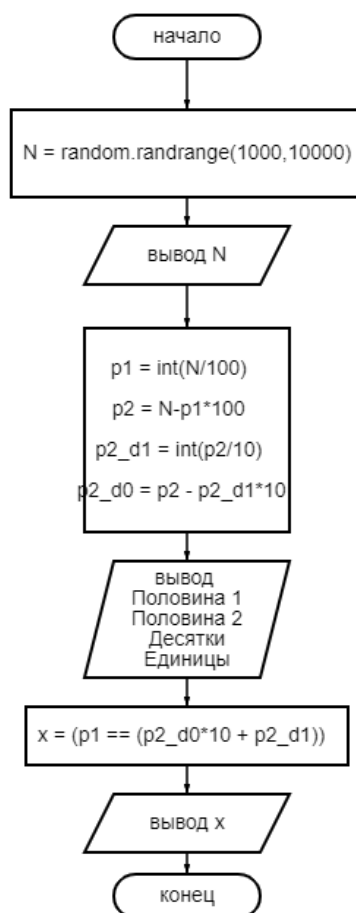 начало
N = random.randrange(1000,10000)
вывод N
p1 = int(N/100)
p2 = N-p1*100
p2_d1 = int(p2/10)
p2_d0 = p2 - p2_d1*10
вывод
Половина 1
Половина 2
Десятки
Единицы
x = (p1 == (p2_d0*10 + p2_d1))
вывод x
конец